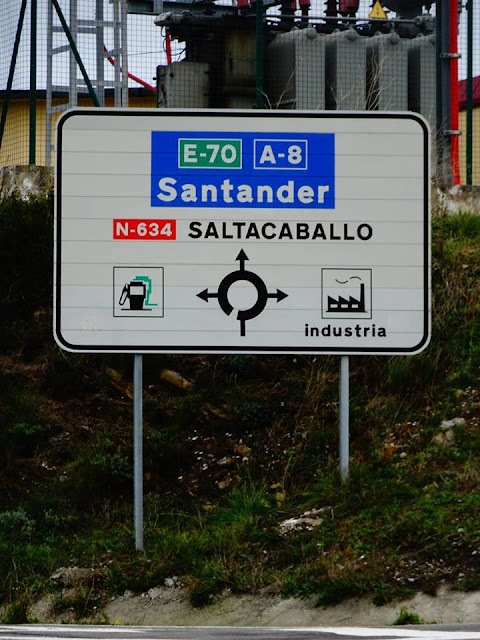 E-70 A-8
Santander
N-634 SALTACABALLO
industria